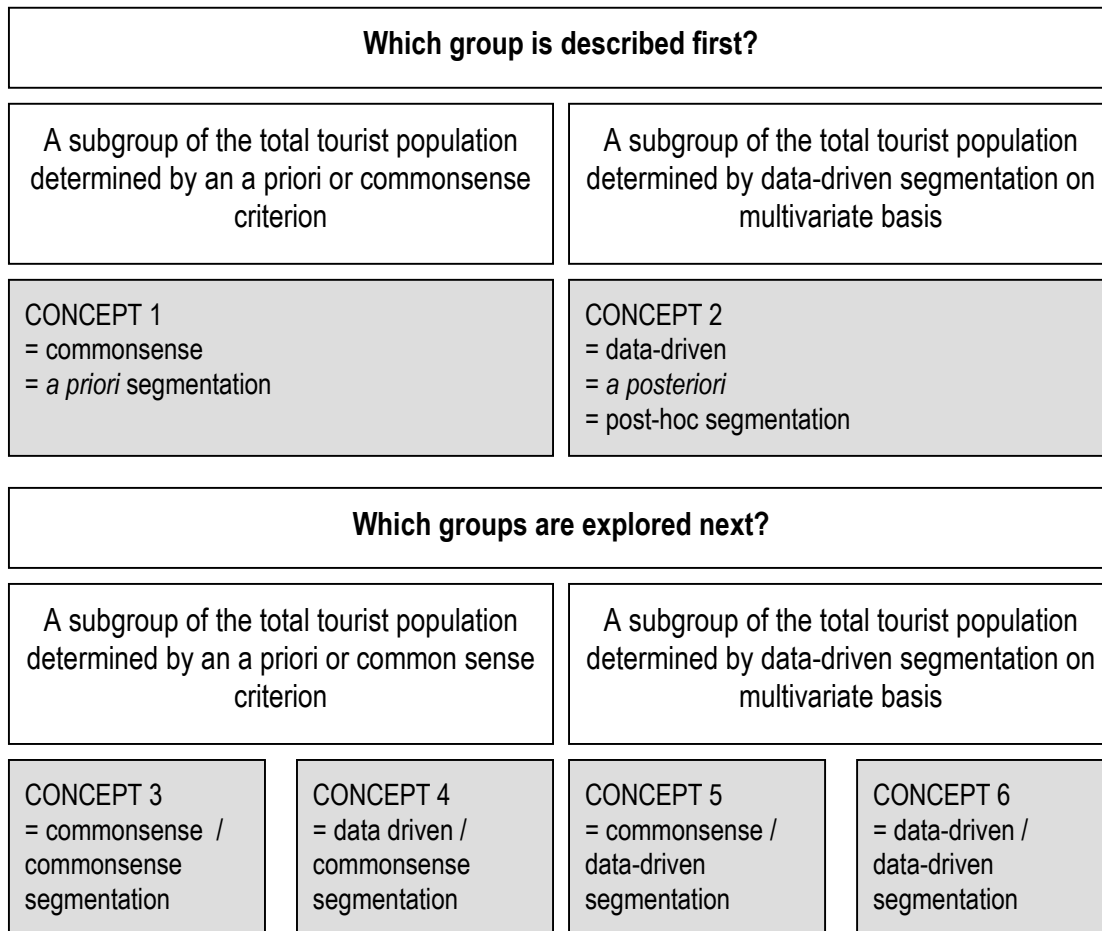 Which group is described first?
A subgroup of the total tourist population
determined by an a priori or commonsense
criterion
A subgroup of the total tourist population
determined by data-driven segmentation on
multivariate basis
CONCEPT 1
= commonsense
= a priori segmentation
CONCEPT 2
= data-driven
= a posteriori
= post-hoc segmentation
Which groups are explored next?
A subgroup of the total tourist population
determined by an a priori or common sense
criterion
A subgroup of the total tourist population
determined by data-driven segmentation on
multivariate basis
CONCEPT 3
= commonsense /
commonsense
segmentation
CONCEPT 4
= data driven /
commonsense
segmentation
CONCEPT 5
= commonsense /
data-driven
segmentation
CONCEPT 6
= data-driven /
data-driven
segmentation